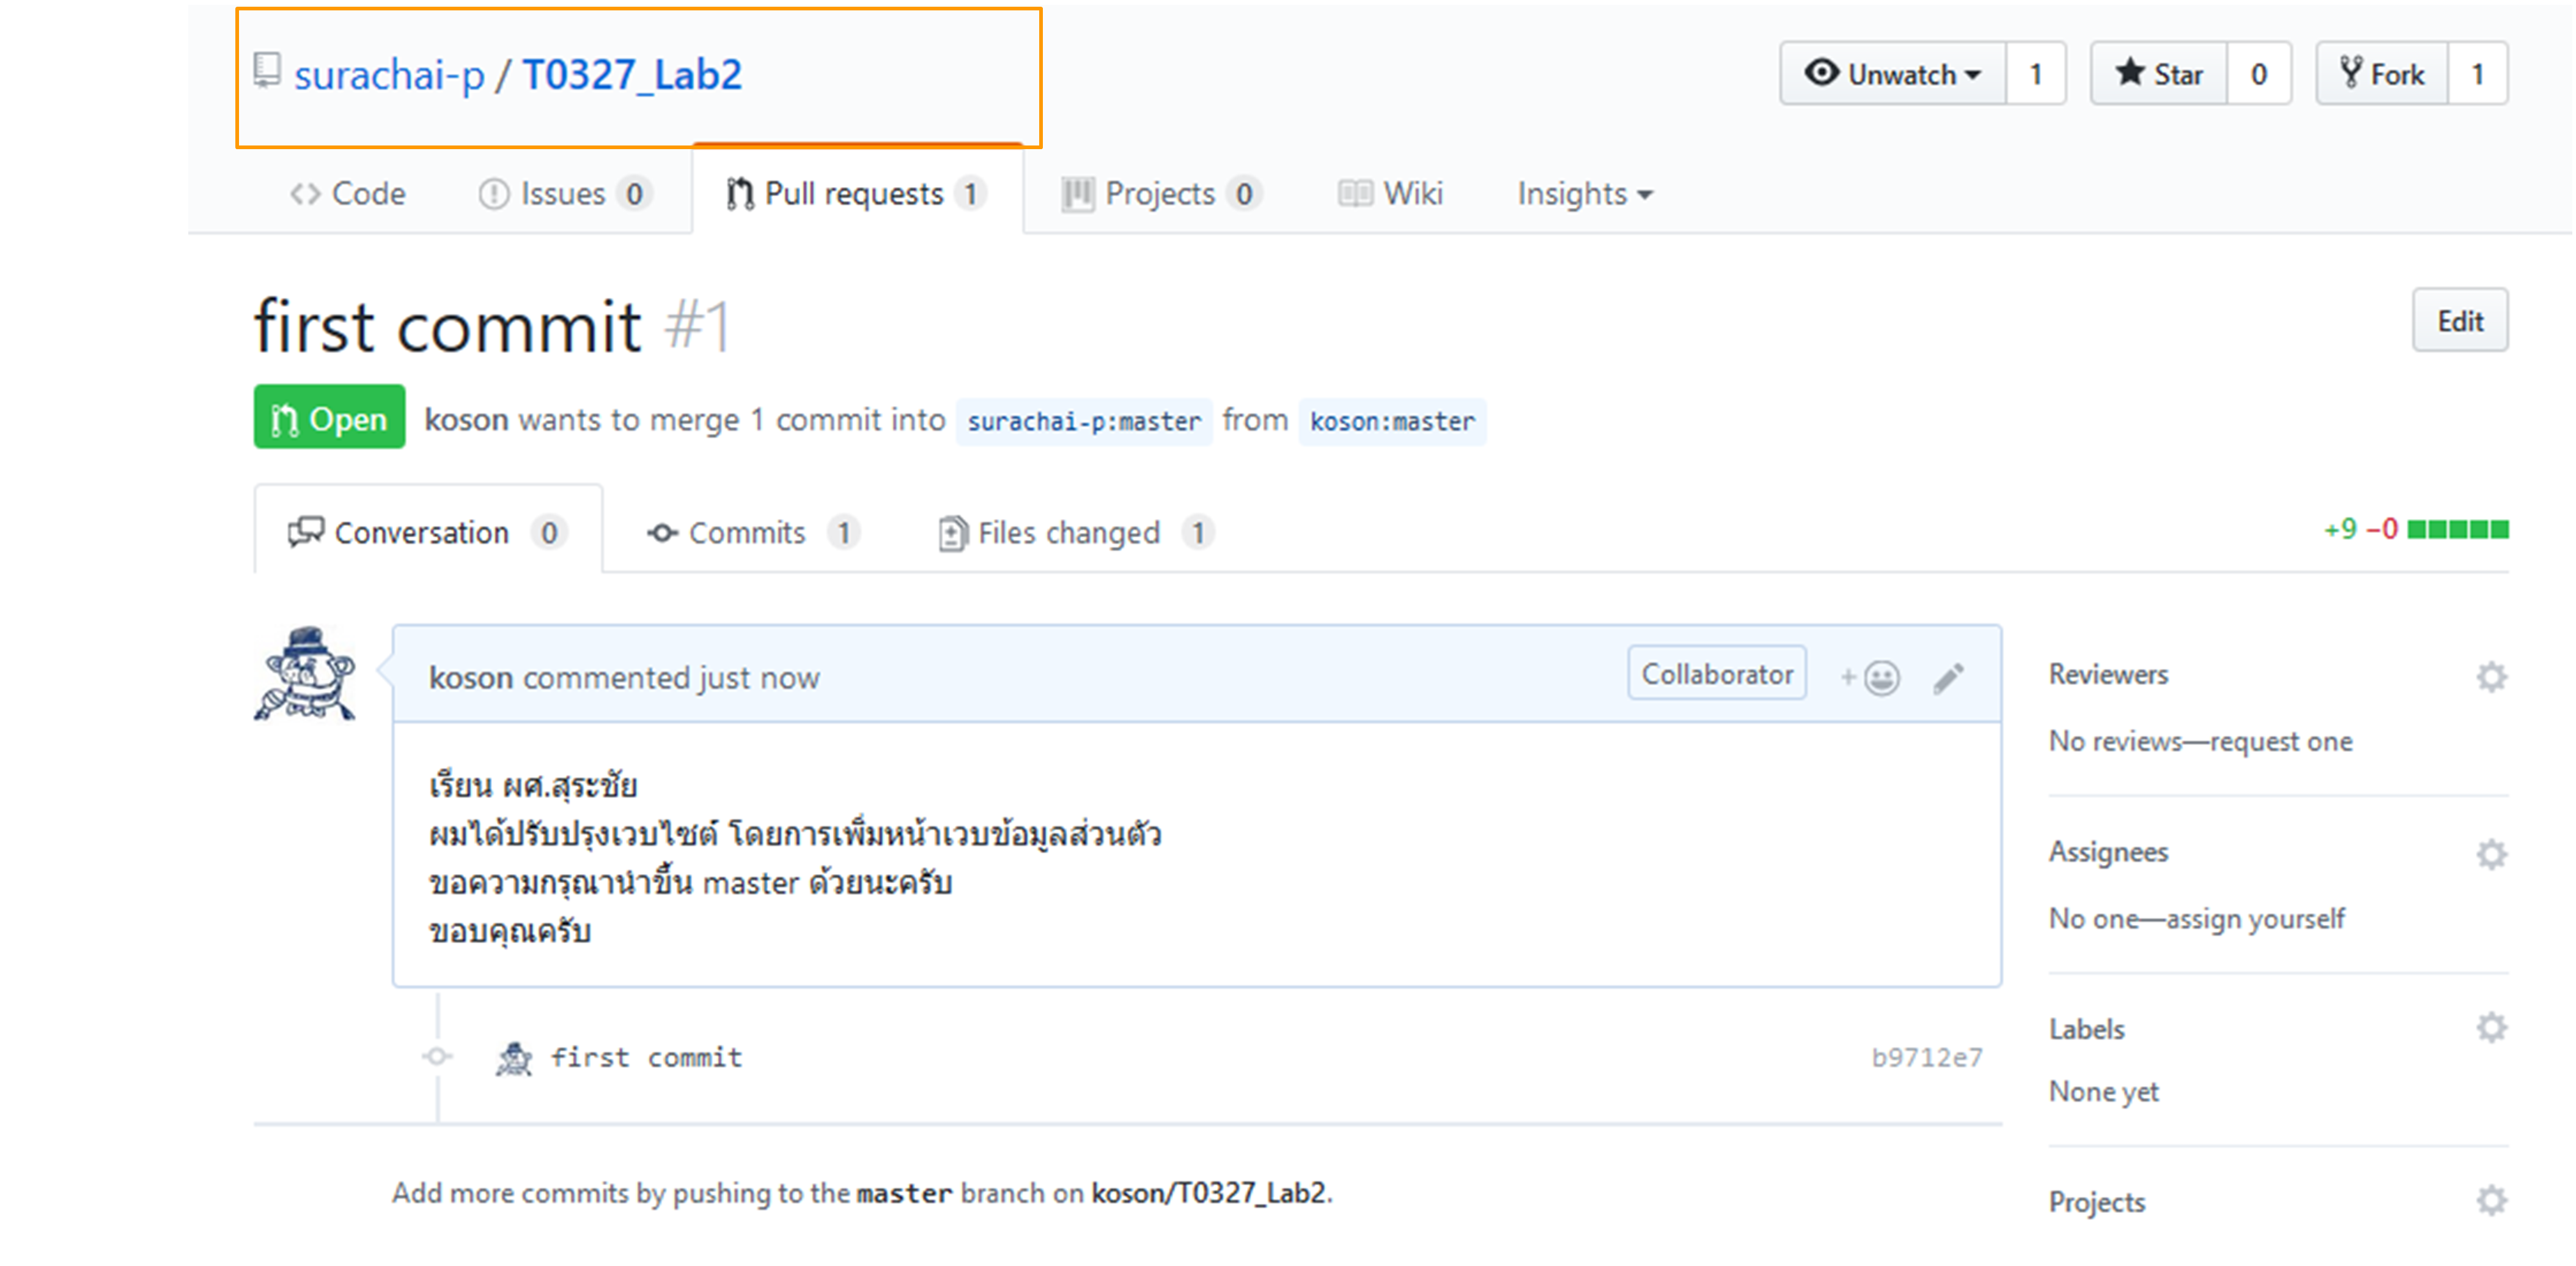 surachai-p / T0327_Lab2
Unwatch 1 Star 0 Fork 1
Code Issues 0 Pull requests 1 Projects 0 Wiki Insights
first commit #1
Edit
Open koson wants to merge 1 commit into surachai-p:master from koson:master
Conversation 0 Commits 1 Files changed 1 +9 −0
koson commented just now Collaborator +
เรียน ผศ.สุระชัย
ผมได้ปรับปรุงเวบไซต์ โดยการเพิ่มหน้าเวบข้อมูลส่วนตัว
ขอความกรุณานำขึ้น master ด้วยนะครับ
ขอบคุณครับ
first commit b9712e7
Add more commits by pushing to the master branch on koson/T0327_Lab2.
Reviewers
No reviews—request one
Assignees
No one—assign yourself
Labels
None yet
Projects